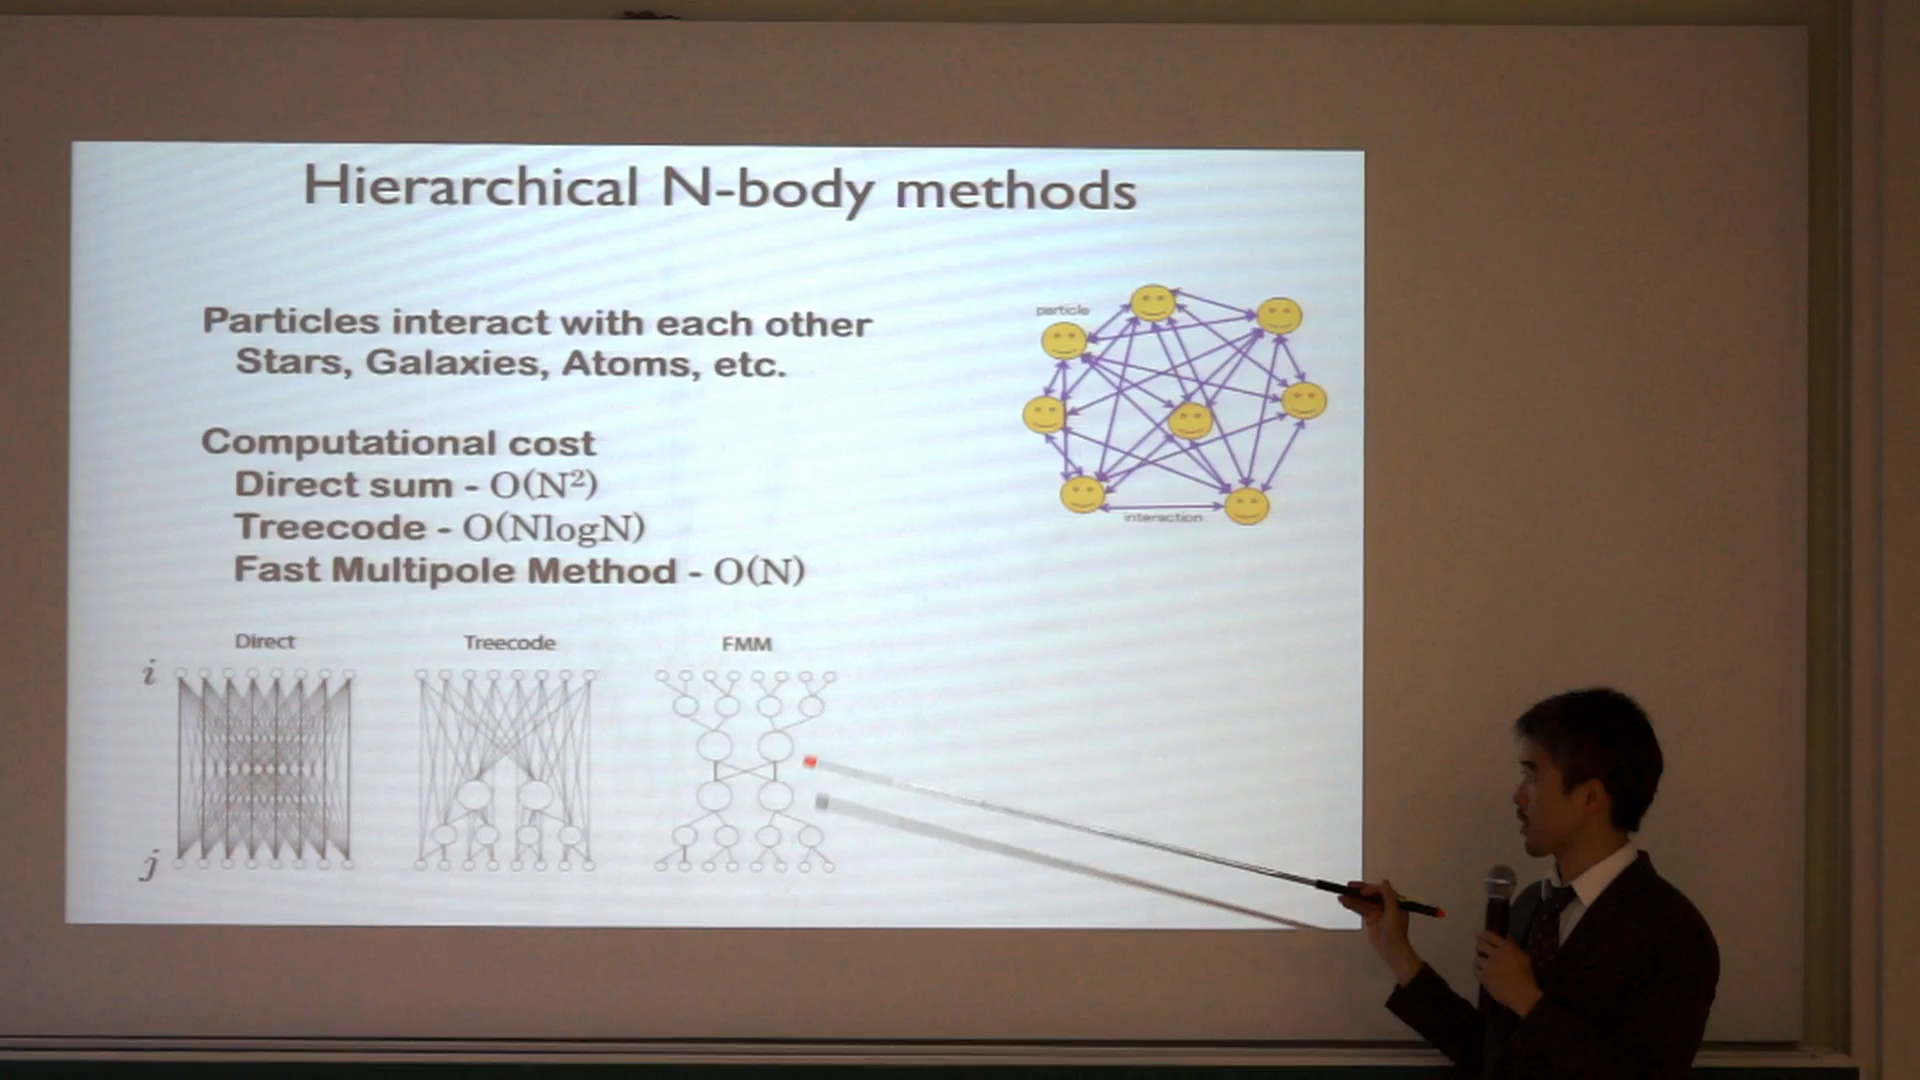 Hierarchical N-body methods
Particles interact with each other
Stars, Galaxies, Atoms, etc.
particle
interaction
Computational cost
Direct sum - O(N²)
Treecode - O(NlogN)
Fast Multipole Method - O(N)
Direct
Treecode
FMM
i
j